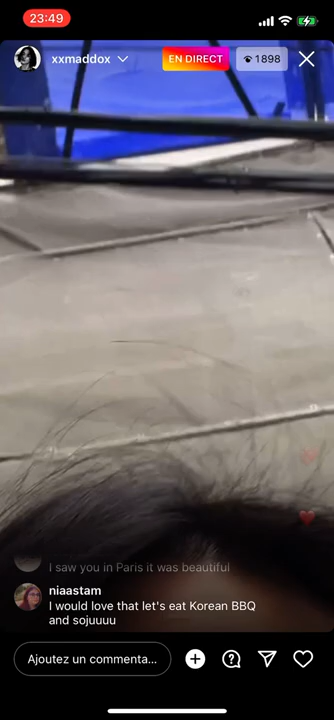 23:49
xxmaddox
EN DIRECT
1898
I saw you in Paris it was beautiful
niaastam
I would love that let's eat Korean BBQ
and sojuuuu
Ajoutez un commenta...